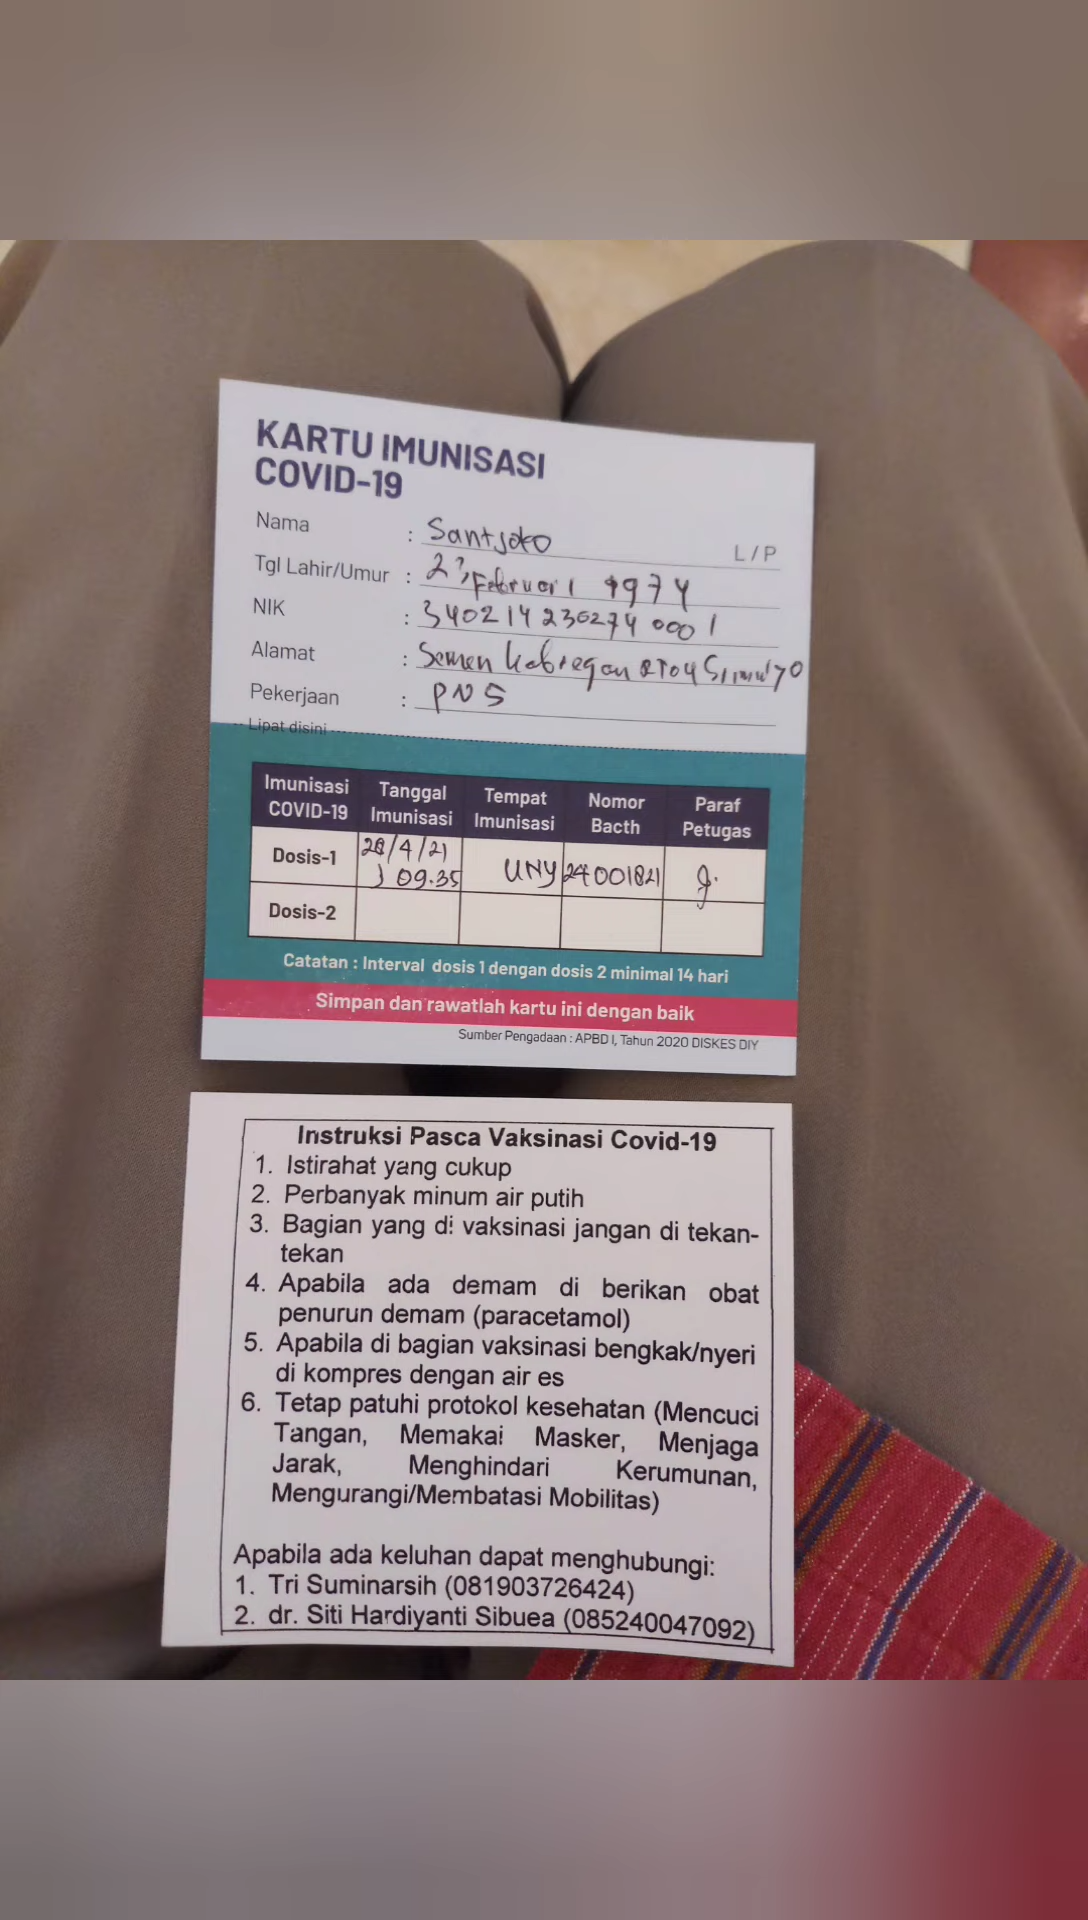 KARTU IMUNISASI
COVID-19
Nama : Santjoko
L / P
Tgl Lahir/Umur : 23, Februari 1974
NIK : 3402142302740001
Alamat : Semen RT04
Pekerjaan : PNS
Lipat disini
Imunisasi COVID-19 Tanggal Imunisasi Tempat Imunisasi Nomor Bacth Paraf Petugas
Dosis-1 28/4/21 J 09.35 UNY 24001821
Dosis-2
Catatan : Interval dosis 1 dengan dosis 2 minimal 14 hari
Simpan dan rawatlah kartu ini dengan baik
Sumber Pengadaan : APBD I, Tahun 2020 DISKES DIY
Instruksi Pasca Vaksinasi Covid-19
1. Istirahat yang cukup
2. Perbanyak minum air putih
3. Bagian yang di vaksinasi jangan di tekan-
tekan
4. Apabila ada demam di berikan obat
penurun demam (paracetamol)
5. Apabila di bagian vaksinasi bengkak/nyeri
di kompres dengan air es
6. Tetap patuhi protokol kesehatan (Mencuci
Tangan, Memakai Masker, Menjaga
Jarak, Menghindari Kerumunan,
Mengurangi/Membatasi Mobilitas)
Apabila ada keluhan dapat menghubungi:
1. Tri Suminarsih (081903726424)
2. dr. Siti Hardiyanti Sibuea (085240047092)